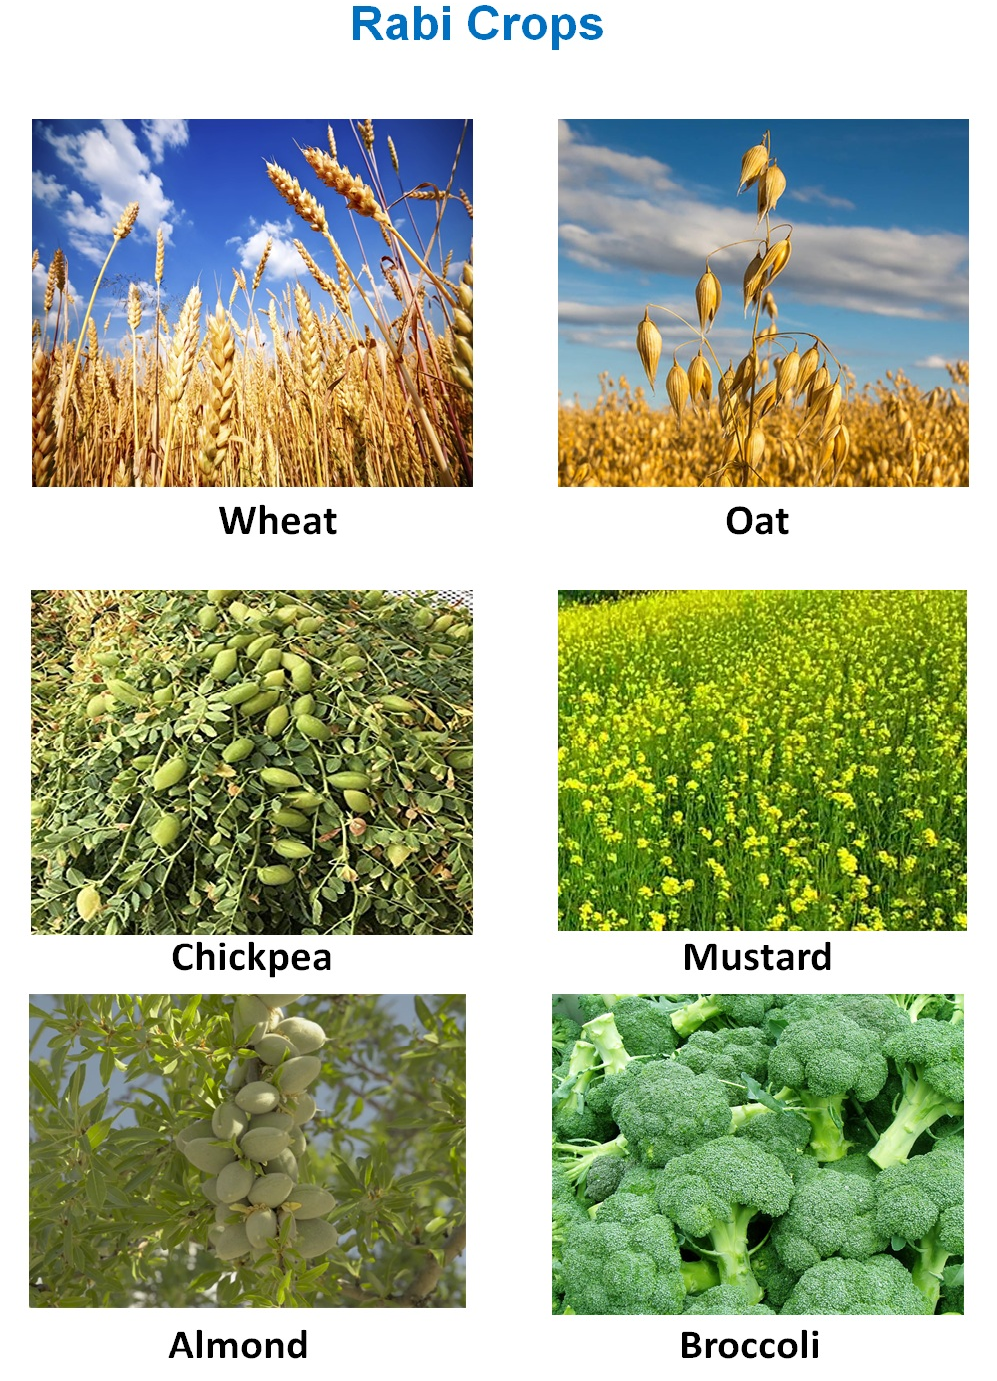 Rabi Crops
Wheat
Oat
Chickpea
Mustard
Almond
Broccoli